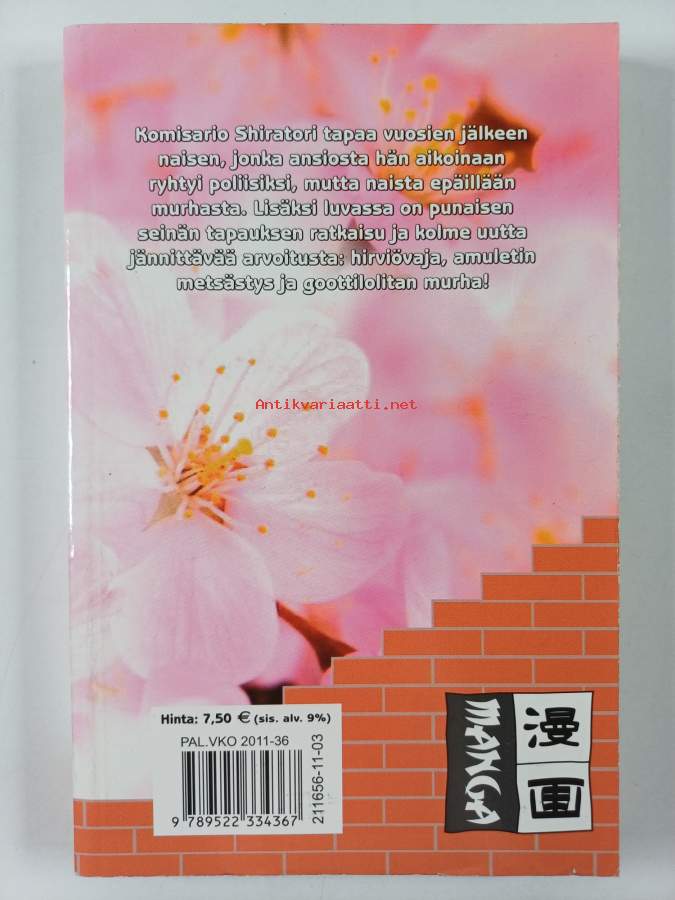 Komisario Shiratori tapaa vuosien jälkeen
naisen, jonka ansiosta hän aikoinaan
ryhtyi poliisiksi, mutta naista epäillään
murhasta. Lisäksi luvassa on punaisen
seinän tapauksen ratkaisu ja kolme uutta
jännittävää arvoitusta: hirviövaja, amuletin
metsästys ja goottilolitan murha!
Antikvariaatti.net
Hinta: 7,50 € (sis. alv. 9%)
PAL.VKO 2011-36
211656-11-03
9 789522 334367
MANGA
漫画